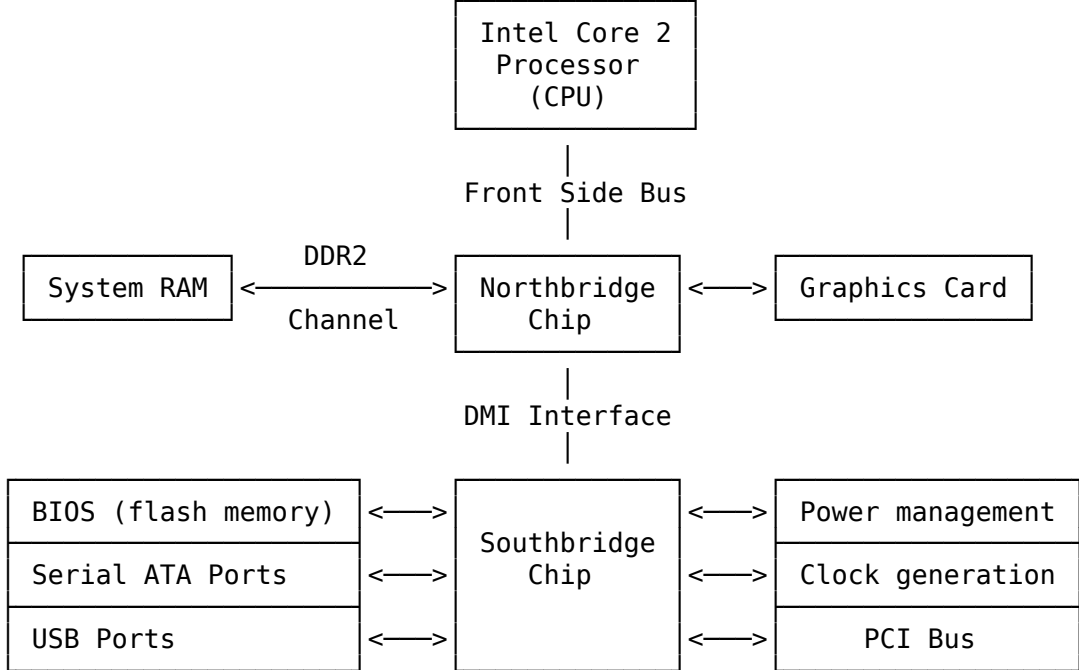 Intel Core 2
Processor
(CPU)
Front Side Bus
DDR2
System RAM
Channel
Northbridge
Chip
Graphics Card
DMI Interface
BIOS (flash memory)
Serial ATA Ports
USB Ports
Southbridge
Chip
Power management
Clock generation
PCI Bus